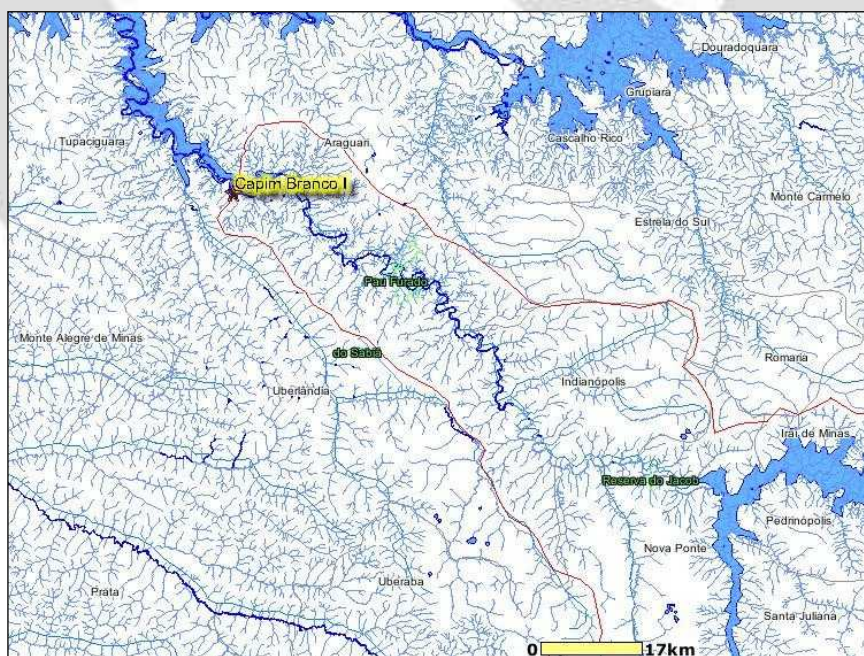 Douradoquara
Grupiara
Tupaciguara
Araguari
Cascalho Rico
Capim Branco I
Monte Carmelo
Estrela do Sul
Pau Furado
Monte Alegre de Minas
do Sabiá
Romaria
Uberlândia
Indianópolis
Iraí de Minas
Reserva do Jacob
Pedrinópolis
Nova Ponte
Uberaba
Prata
Santa Juliana
0 17km